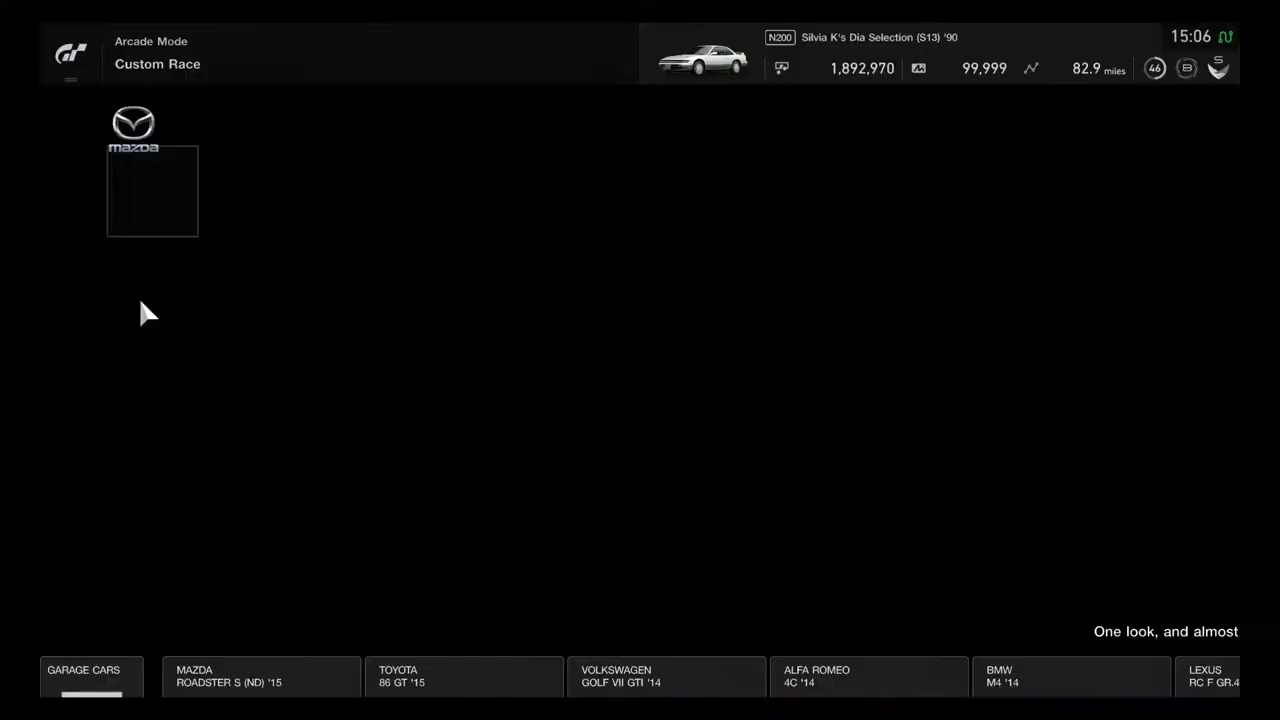 Arcade Mode
Custom Race
N200 Silvia K's Dia Selection (S13) '90
1,892,970 99,999 82.9 miles
15:06
46 B S
mazda
One look, and almost
GARAGE CARS
MAZDA
ROADSTER S (ND) '15
TOYOTA
86 GT '15
VOLKSWAGEN
GOLF VII GTI '14
ALFA ROMEO
4C '14
BMW
M4 '14
LEXUS
RC F GR.4